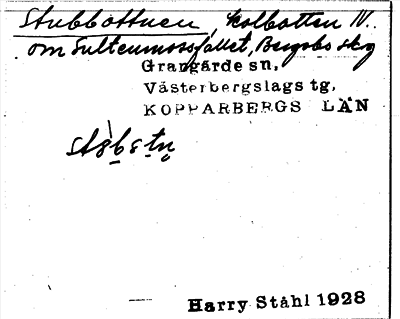 Stubbottnen, kolbotten N.
om Sultenmossfallet, Bergsbo skog
Grangärde sn,
Västerbergslags tg,
KOPPARBERGS LÄN
Harry Ståhl 1928